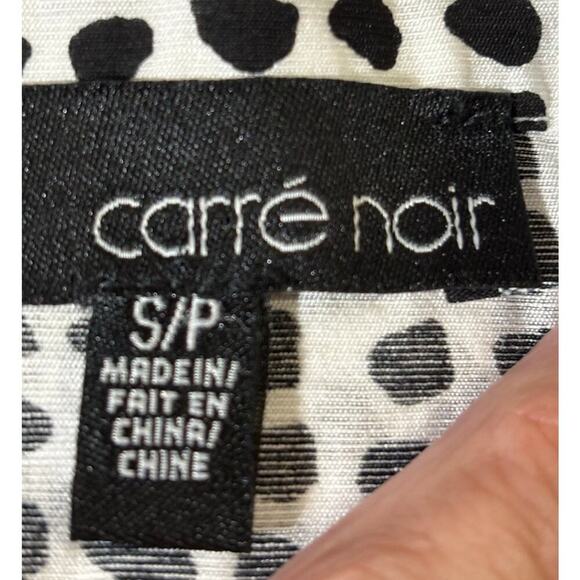 carré noir
S/P
MADE IN/
FAIT EN
CHINA/
CHINE